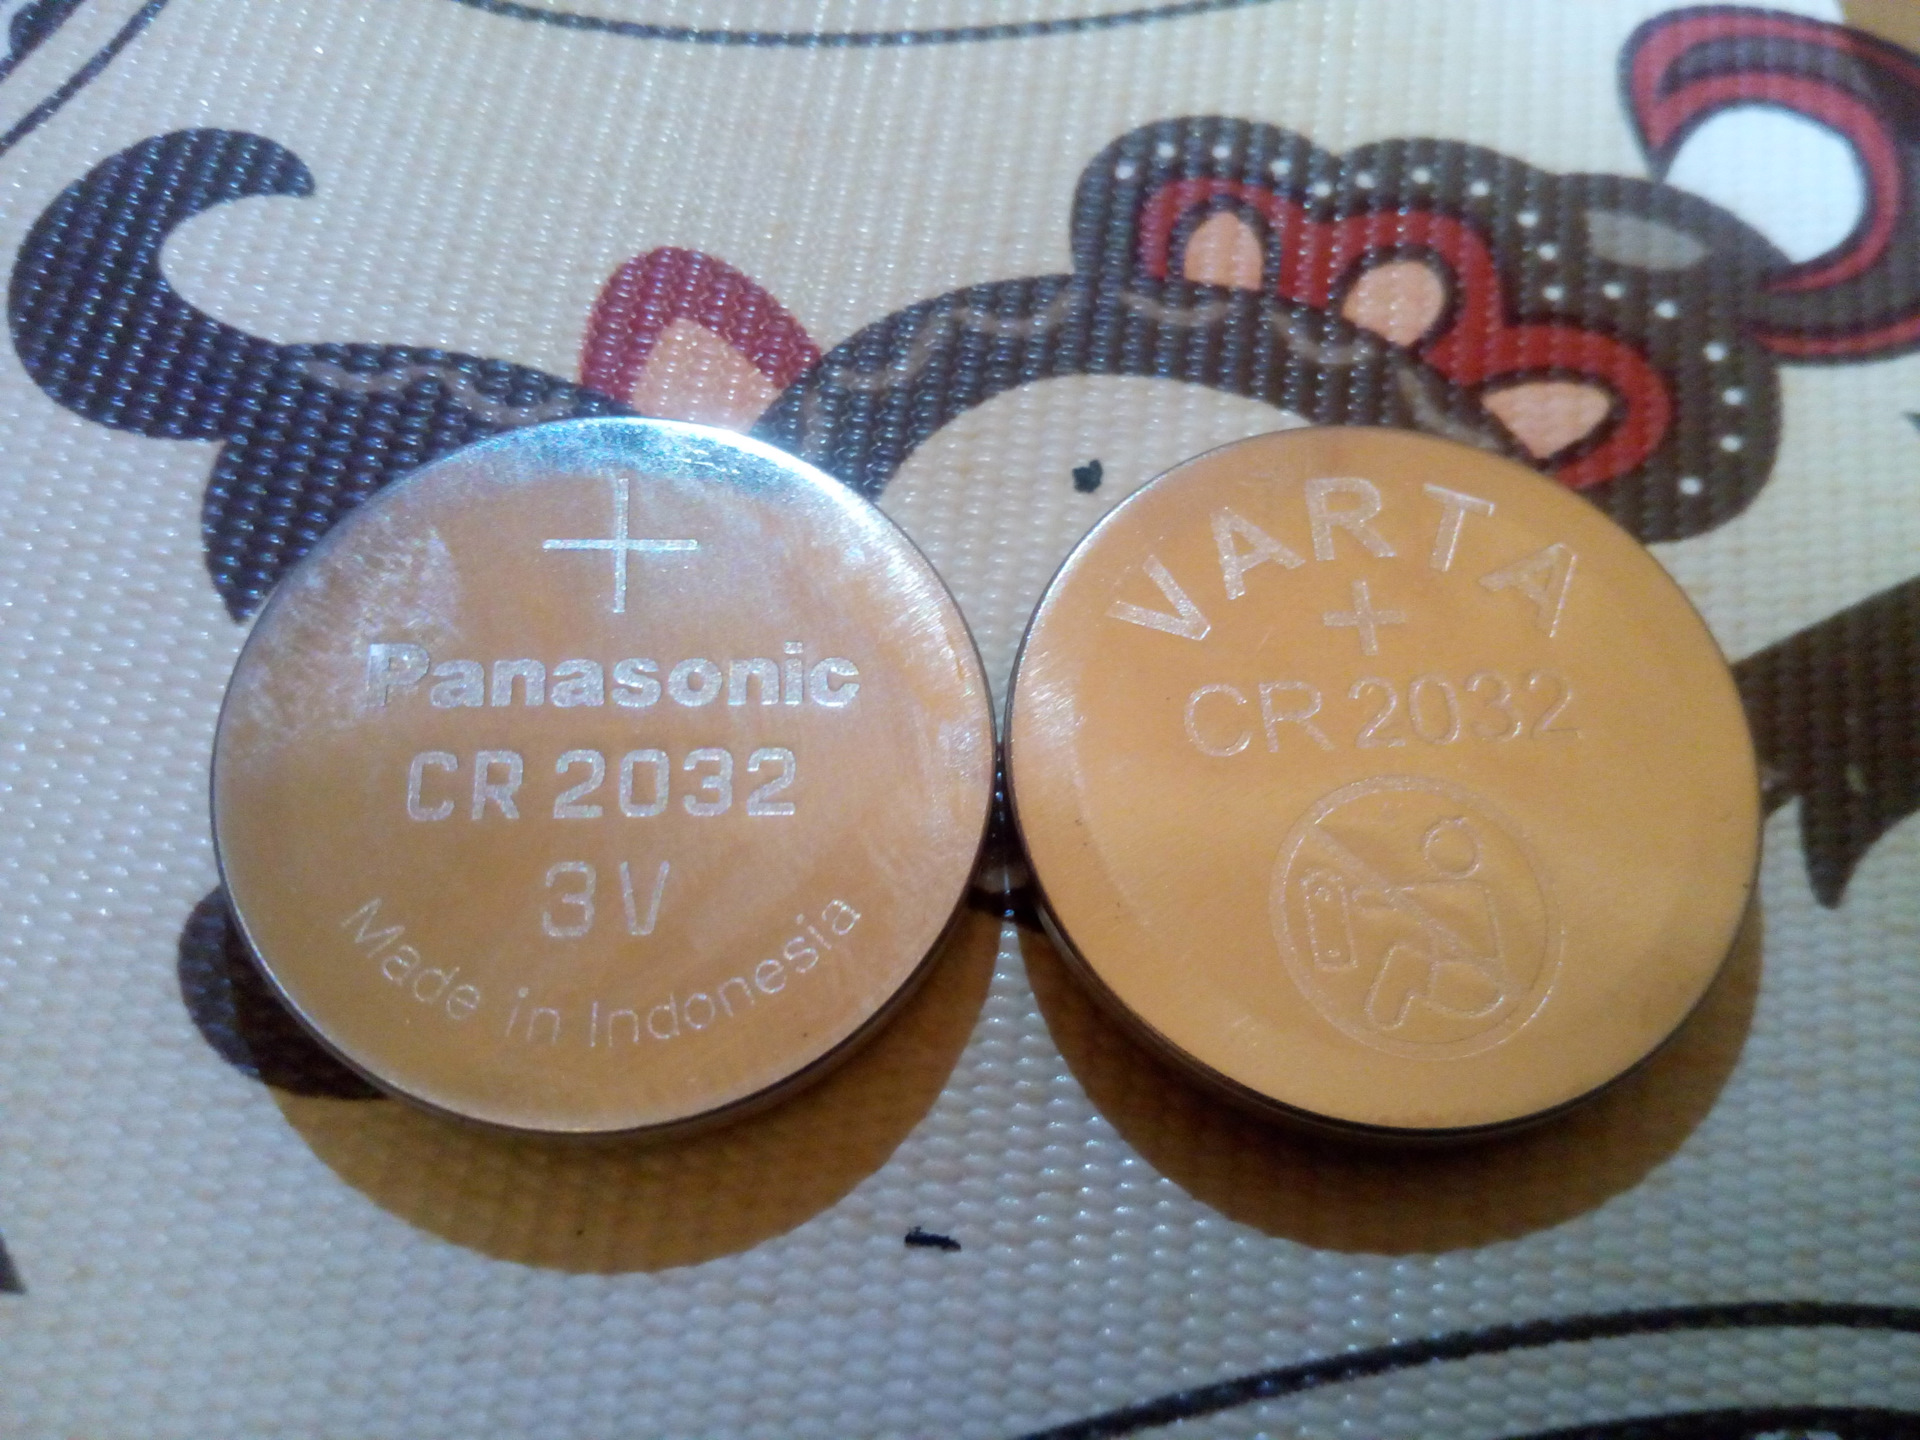 +
Panasonic
CR 2032
3V
Made in Indonesia
VARTA
+
CR 2032